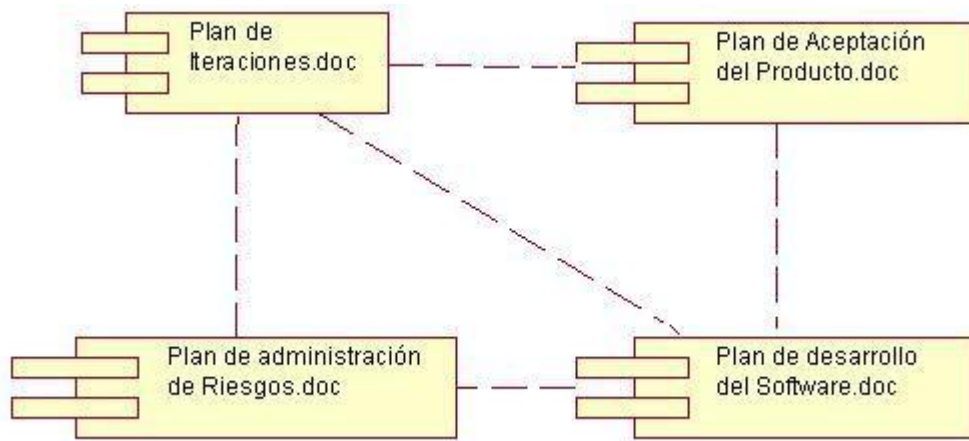 Plan de
Iteraciones.doc
Plan de Aceptación
del Producto.doc
Plan de administración
de Riesgos.doc
Plan de desarrollo
del Software.doc